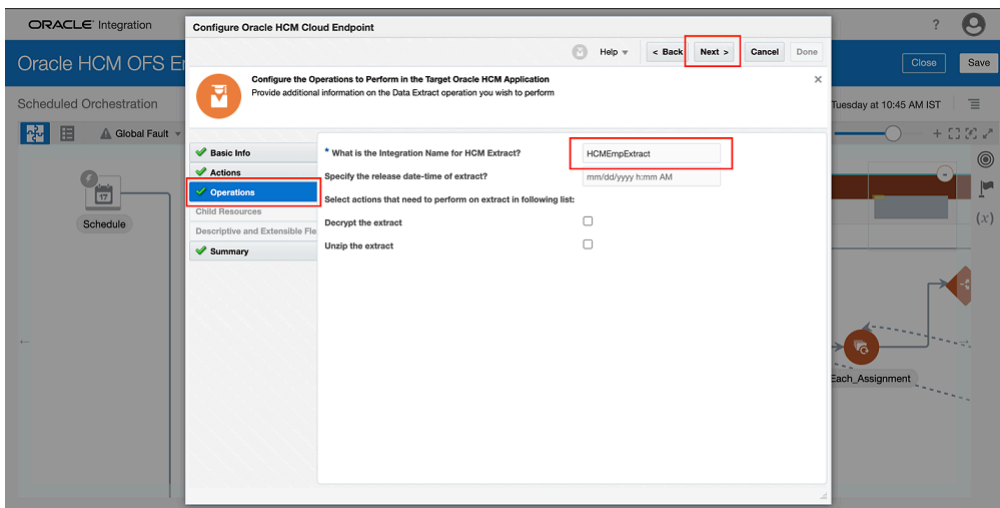 ORACLE Integration
Configure Oracle HCM Cloud Endpoint
?
Oracle HCM OFS E
Help
< Back
Next >
Cancel
Done
Close
Save
Configure the Operations to Perform in the Target Oracle HCM Application
Provide additional information on the Data Extract operation you wish to perform
×
Scheduled Orchestration
Tuesday at 10:45 AM IST
Global Fault
Basic Info
Actions
Operations
Child Resources
Descriptive and Extensible Fle
Summary
* What is the Integration Name for HCM Extract?
HCMEmpExtract
Specify the release date-time of extract?
mm/dd/yyyy h:mm AM
Select actions that need to perform on extract in following list:
Decrypt the extract
Unzip the extract
17
Schedule
(x)
Each_Assignment